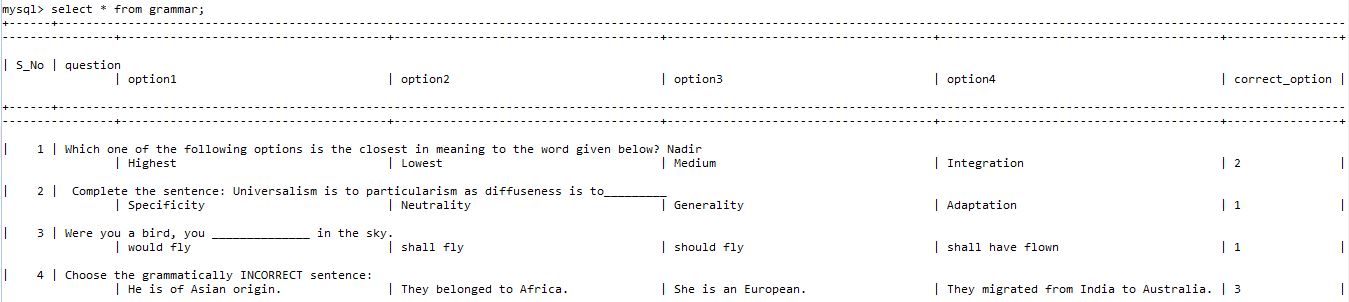 mysql> select * from grammar;
| S_No | question
| option1 | option2 | option3 | option4 | correct_option |
| 1 | Which one of the following options is the closest in meaning to the word given below? Nadir
| Highest | Lowest | Medium | Integration | 2 |
| 2 | Complete the sentence: Universalism is to particularism as diffuseness is to_________
| Specificity | Neutrality | Generality | Adaptation | 1 |
| 3 | Were you a bird, you ______________ in the sky.
| would fly | shall fly | should fly | shall have flown | 1 |
| 4 | Choose the grammatically INCORRECT sentence:
| He is of Asian origin. | They belonged to Africa. | She is an European. | They migrated from India to Australia. | 3 |